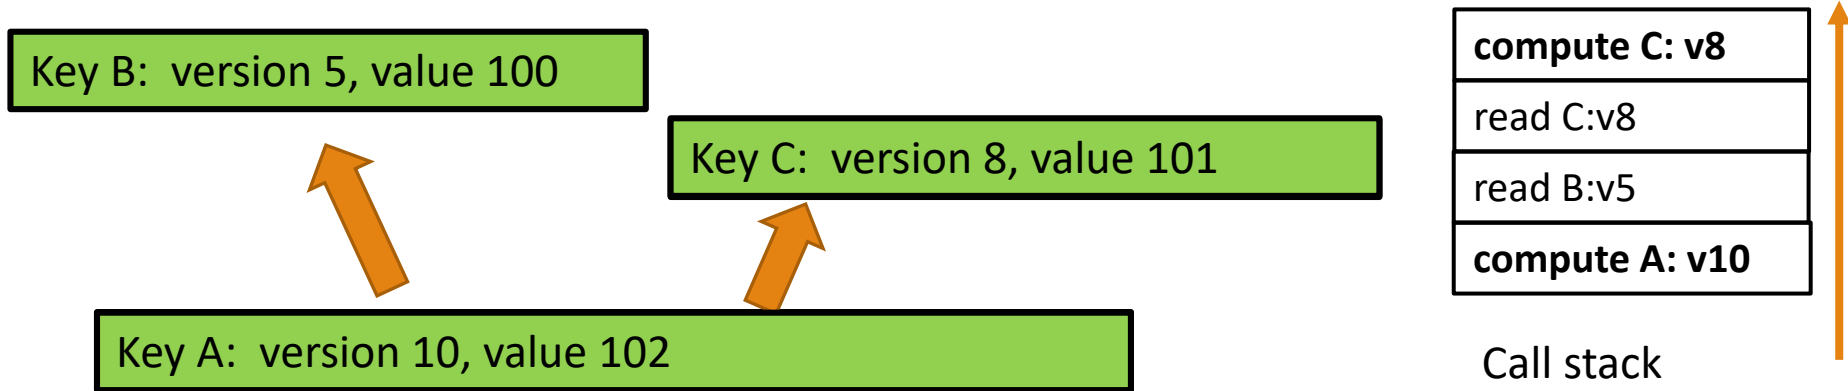 Key B: version 5, value 100
Key C: version 8, value 101
Key A: version 10, value 102
compute C: v8
read C:v8
read B:v5
compute A: v10
Call stack